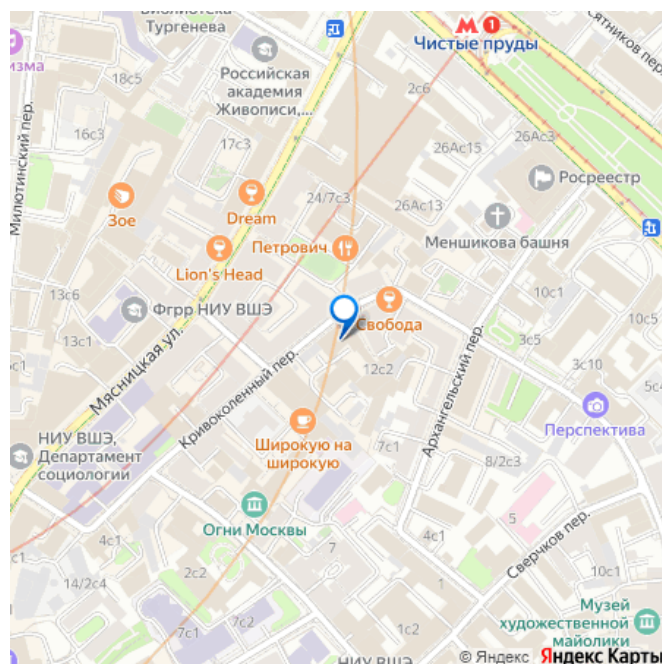 Библиотека
Тургенева
Чистые пруды
1
Российская
академия
Живописи,...
18с5
16с3
17с3
2с6
26Ас15
26Ас3
Росреестр
Милютинский пер.
Зое
Dream
24/7с3
26Ас13
Меншикова башня
Петрович
Lion's Head
13с6
Фгрр НИУ ВШЭ
Свобода
10с1
13с1
Мясницкая ул.
3с5
3с10
12с2
Кривоколенный пер.
Архангельский пер.
Перспектива
НИУ ВШЭ,
Департамент
социологии
Широкую на
широкую
7с1
8/2с3
Огни Москвы
5
4с1
4с1
7
Сверчков пер.
14/2с4
2с2
10с1
7с2
7с1
1с2
Музей
художественной
майолики
НИУ ВШЭ
© Яндекс Яндекс Карты